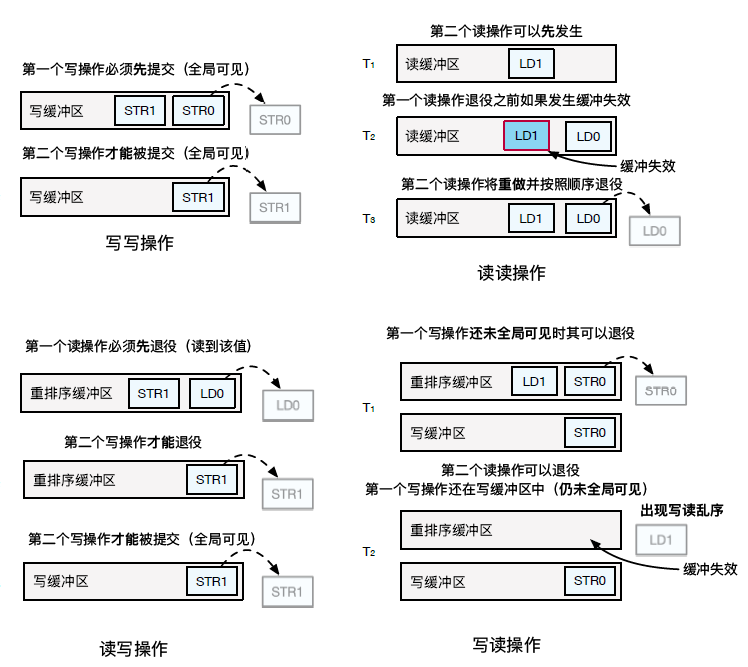 第一个写操作必须先提交（全局可见）
写缓冲区
STR1
STR0
STR0
第二个写操作才能被提交（全局可见）
写缓冲区
STR1
STR1
写写操作
第二个读操作可以先发生
T1
读缓冲区
LD1
第一个读操作退役之前如果发生缓冲失效
T2
读缓冲区
LD1
LD0
缓冲失效
第二个读操作将重做并按照顺序退役
T3
读缓冲区
LD1
LD0
LD0
读读操作
第一个读操作必须先退役（读到该值）
重排序缓冲区
STR1
LD0
LD0
第二个写操作才能退役
重排序缓冲区
STR1
STR1
第二个写操作才能被提交（全局可见）
写缓冲区
STR1
STR1
读写操作
第一个写操作还未全局可见时其可以退役
T1
重排序缓冲区
LD1
STR0
STR0
写缓冲区
STR0
第二个读操作可以退役
第一个写操作还在写缓冲区中（仍未全局可见）
出现写读乱序
T2
重排序缓冲区
LD1
缓冲失效
写缓冲区
STR0
写读操作